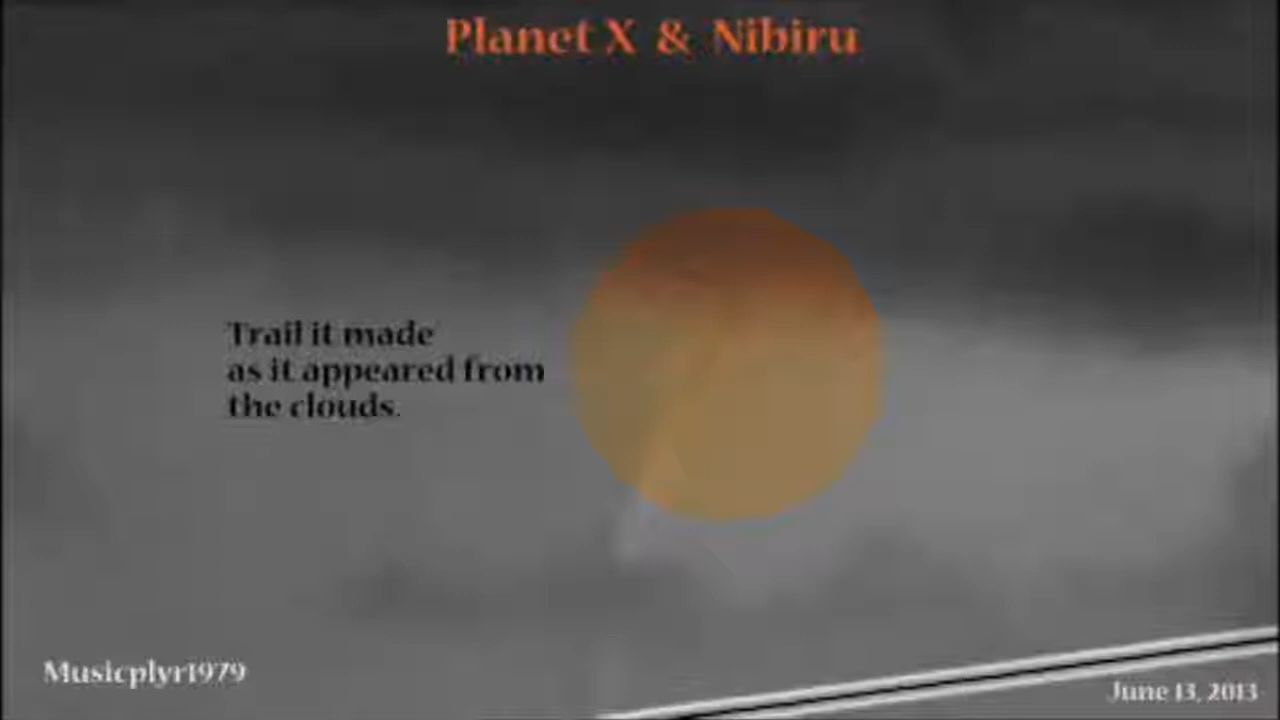 Planet X & Nibiru
Trail it made
as it appeared from
the clouds.
Musicplyr1979
June 13, 2013